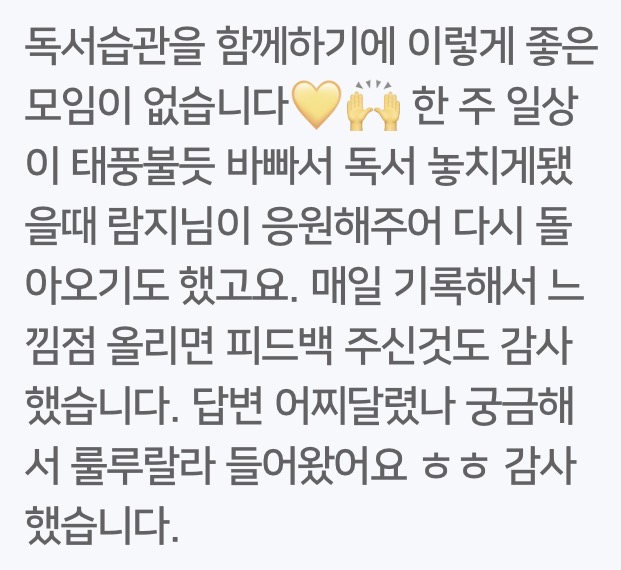 독서습관을 함께하기에 이렇게 좋은
모임이 없습니다💛🙌 한 주 일상
이 태풍불듯 바빠서 독서 놓치게됐
을때 람지님이 응원해주어 다시 돌
아오기도 했고요. 매일 기록해서 느
낌점 올리면 피드백 주신것도 감사
했습니다. 답변 어찌달렸나 궁금해
서 룰루랄라 들어왔어요 ㅎㅎ 감사
했습니다.